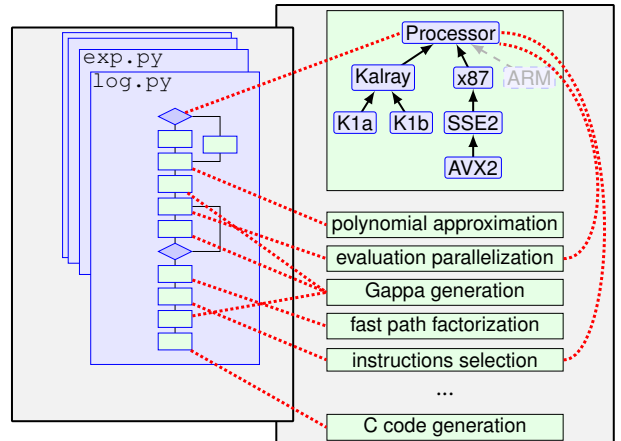 exp.py
log.py
Processor
Kalray
x87
ARM
K1a
K1b
SSE2
AVX2
polynomial approximation
evaluation parallelization
Gappa generation
fast path factorization
instructions selection
...
C code generation